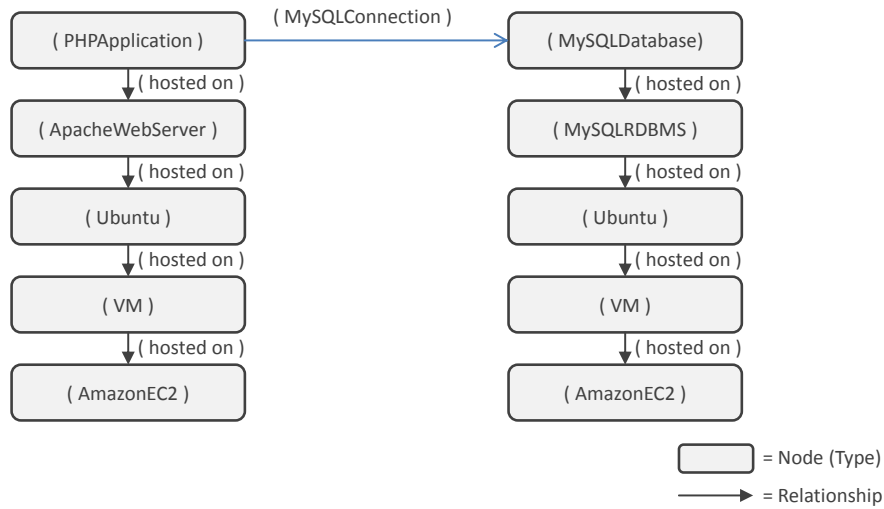 ( MySQLConnection )
( PHPApplication )
( MySQLDatabase)
( hosted on )
( hosted on )
( ApacheWebServer )
( MySQLRDBMS )
( hosted on )
( hosted on )
( Ubuntu )
( Ubuntu )
( hosted on )
( hosted on )
( VM )
( VM )
( hosted on )
( hosted on )
( AmazonEC2 )
( AmazonEC2 )
= Node (Type)
= Relationship